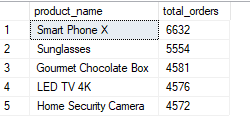 product_name total_orders
1 Smart Phone X 6632
2 Sunglasses 5554
3 Gourmet Chocolate Box 4581
4 LED TV 4K 4576
5 Home Security Camera 4572